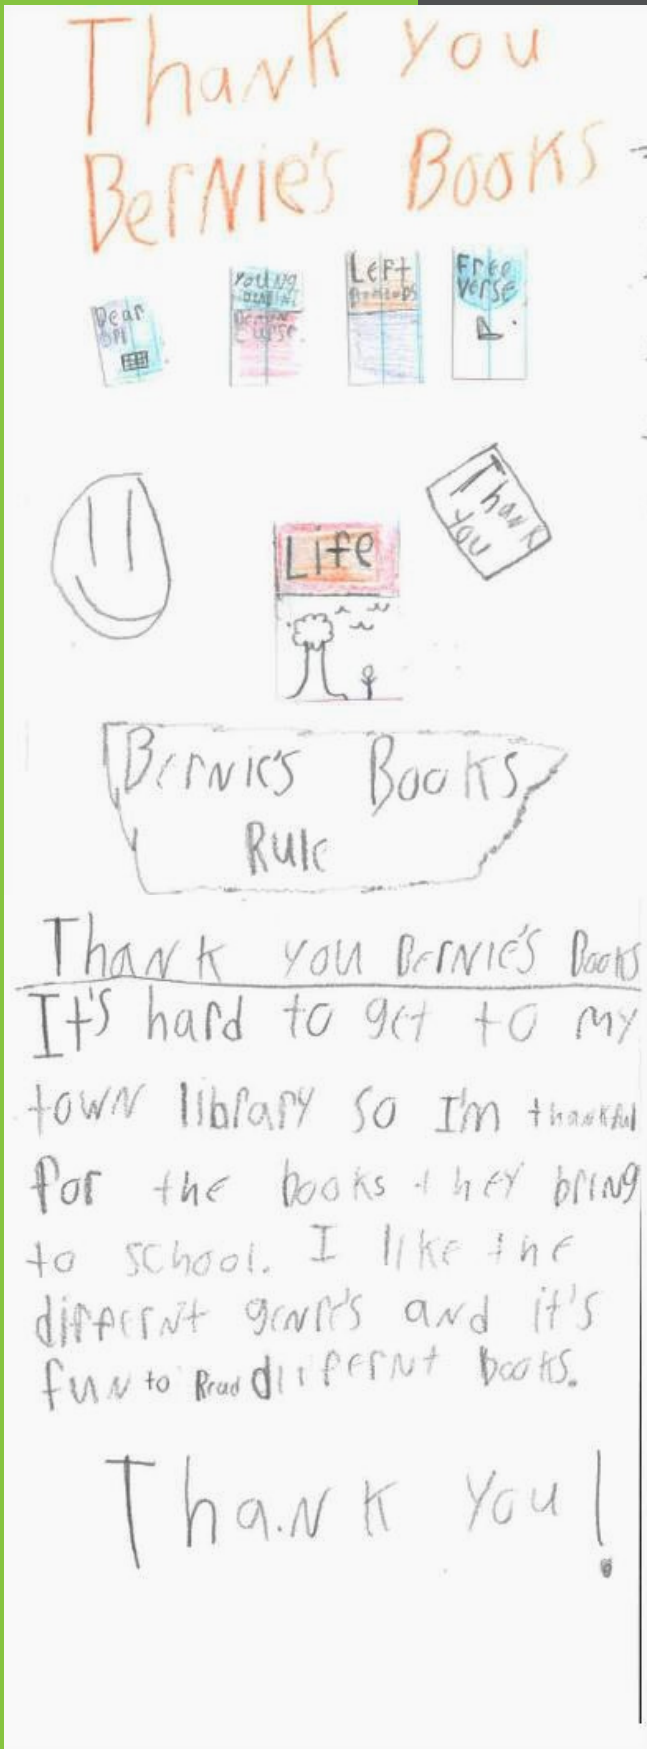 Thank you
Bernie's Books
Dear
Young
Left
Free
Verse
Curse
Thank
you
Life
Bernie's Books
Rule
Thank you Bernie's Books
It's hard to get to my
town library so I'm thankful
for the books they bring
to school. I like the
differnt genre's and it's
fun to Read differnt books.
Thank you!